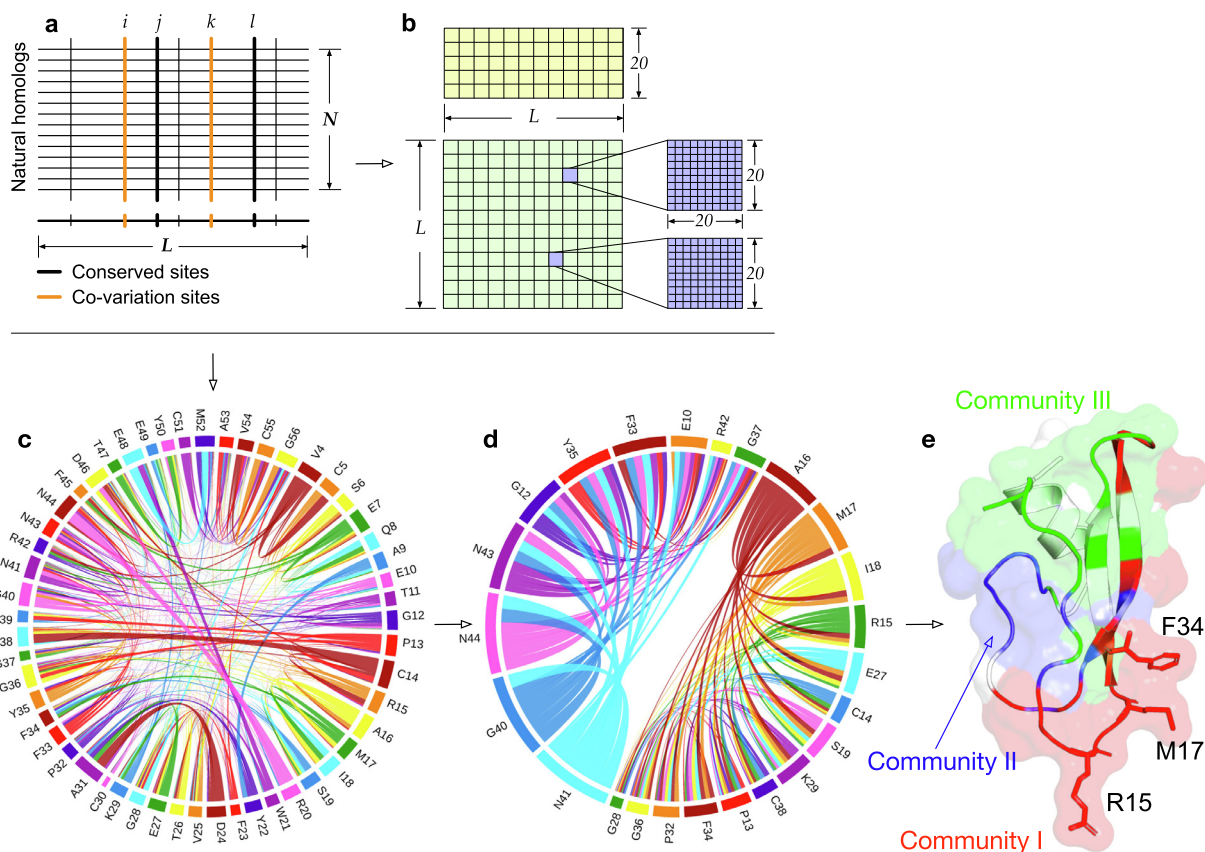 a
i j k l
Natural homologs
N
L
Conserved sites
Co-variation sites
b
20
L
L
20
20
20
c
M52
A53
V54
C55
G56
V4
C5
S6
E7
Q8
A9
E10
T11
G12
P13
C14
R15
A16
M17
I18
S19
R20
W21
Y22
F23
D24
V25
T26
E27
G28
K29
C30
A31
P32
F33
F34
Y35
G36
G37
38
39
G40
N41
R42
N43
N44
F45
D46
T47
E48
E49
Y50
C51
d
F33
E10
R42
G37
A16
M17
I18
R15
E27
C14
S19
K29
C38
P13
F34
P32
G36
G28
N41
G40
N44
N43
G12
Y35
e
Community III
F34
M17
Community II
R15
Community I